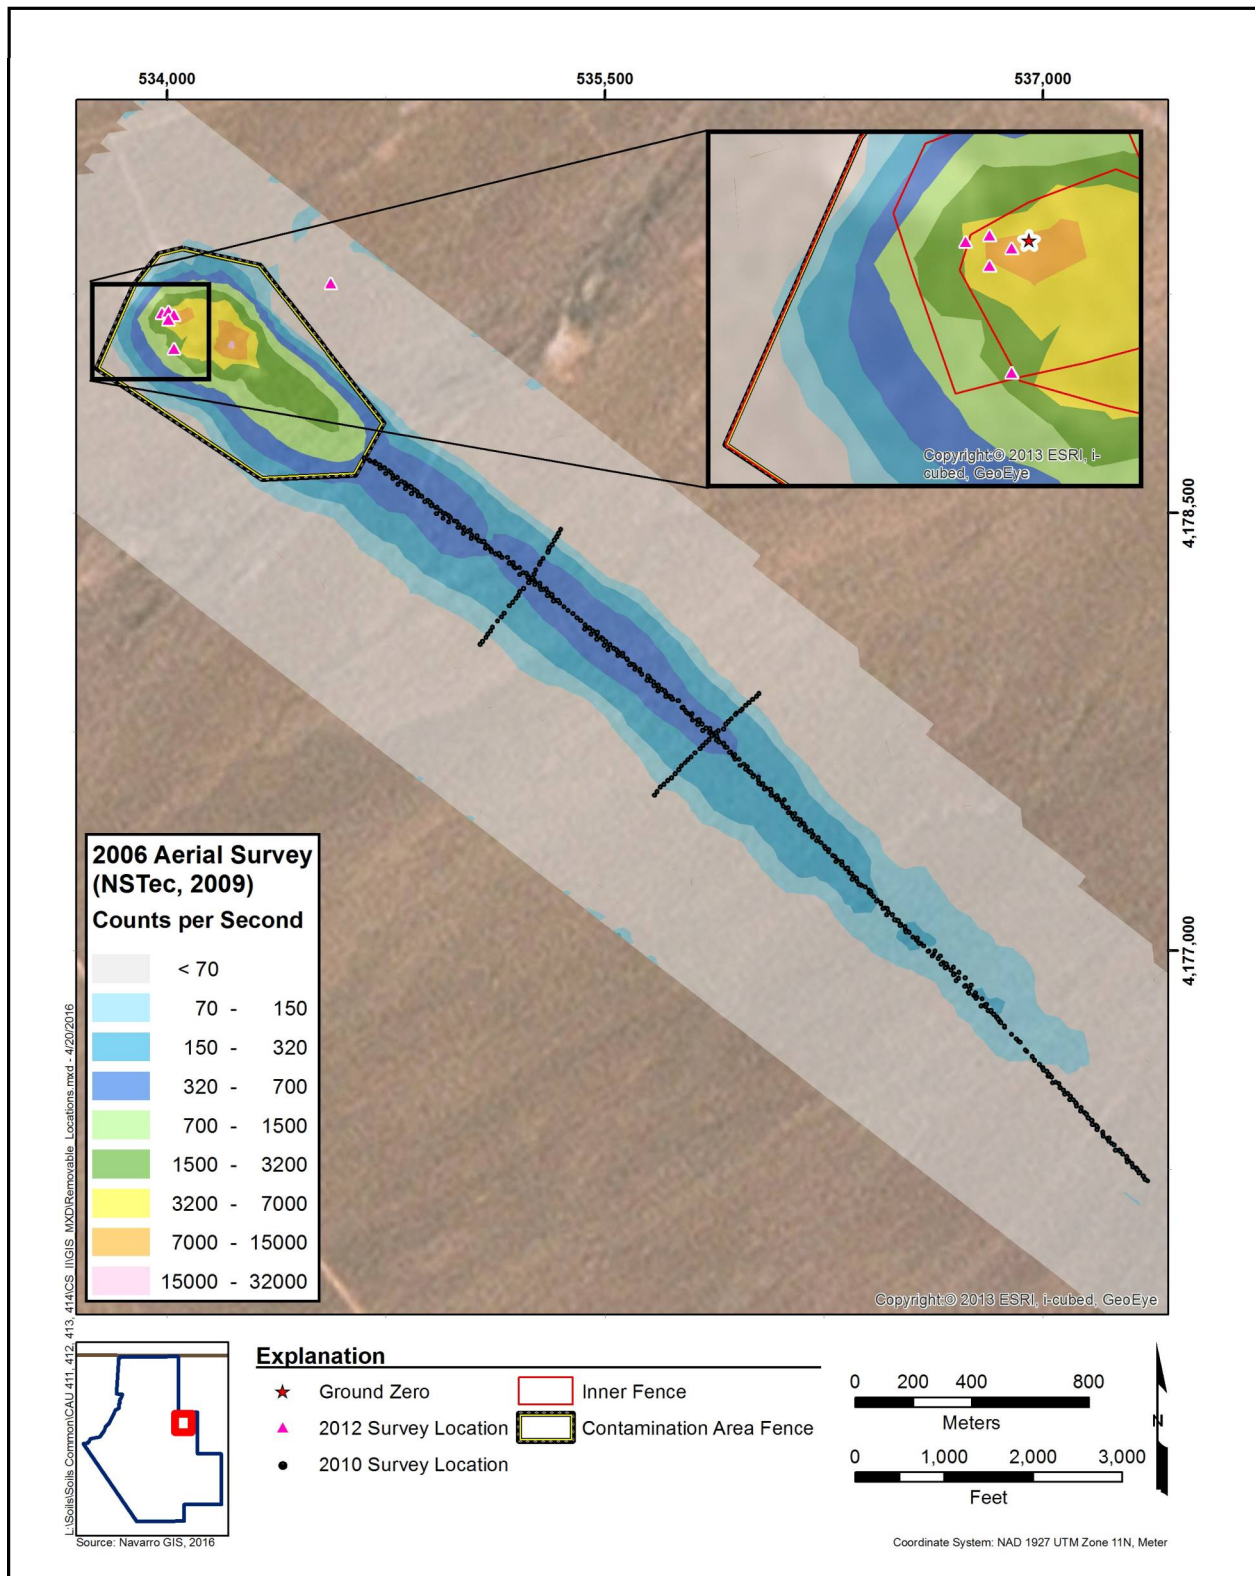 534,000
535,500
537,000
Copyright:© 2013 ESRI, i-
cubed, GeoEye
4,178,500
4,177,000
2006 Aerial Survey
(NSTec, 2009)
Counts per Second
< 70
70 - 150
150 - 320
320 - 700
700 - 1500
1500 - 3200
3200 - 7000
7000 - 15000
15000 - 32000
Copyright:© 2013 ESRI, i-cubed, GeoEye
L:\Soils\Soils Common\CAU 411, 412, 413, 414\CS II\GIS MXD\Removable Locations.mxd - 4/20/2016
Explanation
Ground Zero
2012 Survey Location
2010 Survey Location
Inner Fence
Contamination Area Fence
0 200 400 800
Meters
0 1,000 2,000 3,000
Feet
N
Source: Navarro GIS, 2016
Coordinate System: NAD 1927 UTM Zone 11N, Meter